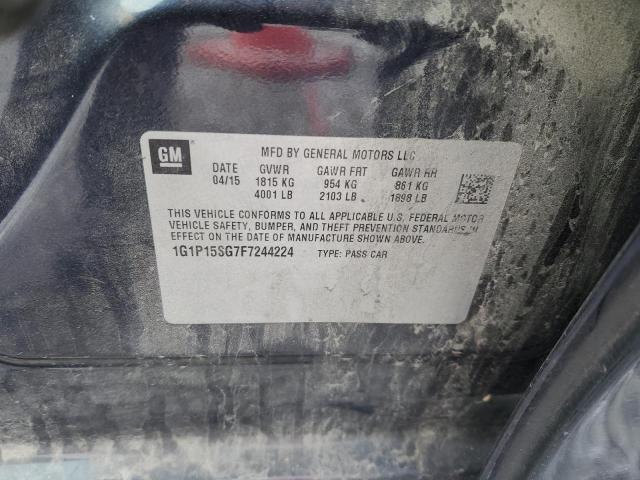 GM
MFD BY GENERAL MOTORS LLC
DATE GVWR GAWR FRT GAWR RR
04/15 1815 KG 954 KG 861 KG
4001 LB 2103 LB 1898 LB
THIS VEHICLE CONFORMS TO ALL APPLICABLE U.S. FEDERAL MOTOR
VEHICLE SAFETY, BUMPER, AND THEFT PREVENTION STANDARDS IN
EFFECT ON THE DATE OF MANUFACTURE SHOWN ABOVE.
1G1P15SG7F7244224 TYPE: PASS CAR